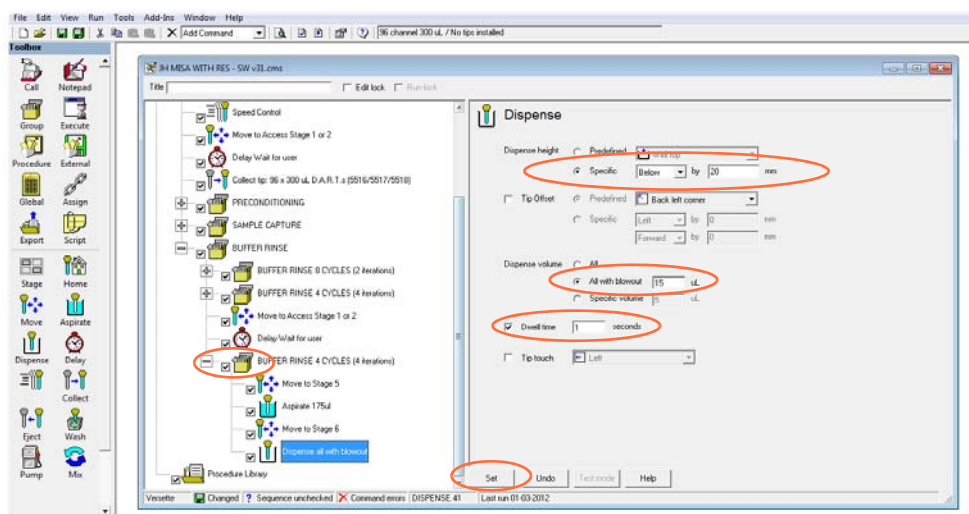 File Edit View Run Tools Add-Ins Window Help
Add Command 96 channel 300 uL / No tips installed
Toolbox
Call Notepad
Group Execute
Procedure External
Global Assign
Export Script
Stage Home
Move Aspirate
Dispense Delay
Collect
Eject Wash
Pump Mix
JH MISA WITH RES - SW v31.cms
Title Edit lock Run lock
Speed Control
Move to Access Stage 1 or 2
Delay Wait for user
Collect tip: 96 x 300 uL D.A.R.T.s (5516/5517/5518)
PRECONDITIONING
SAMPLE CAPTURE
BUFFER RINSE
BUFFER RINSE 8 CYCLES (2 iterations)
BUFFER RINSE 4 CYCLES (4 iterations)
Move to Access Stage 1 or 2
Delay Wait for user
BUFFER RINSE 4 CYCLES (4 iterations)
Move to Stage 5
Aspirate 175ul
Move to Stage 6
Dispense all with blowout
Procedure Library
Dispense
Dispense height Predefined Well top
Specific Below by 20 mm
Tip Offset Predefined Back left corner
Specific Left by 0 mm
Forward by 0 mm
Dispense volume All
All with blowout 15 uL
Specific volume 5 uL
Dwell time 1 seconds
Tip touch Left
Set Undo Test mode Help
Versette Changed ? Sequence unchecked Command errors DISPENSE 41 Last run 01-03-2012